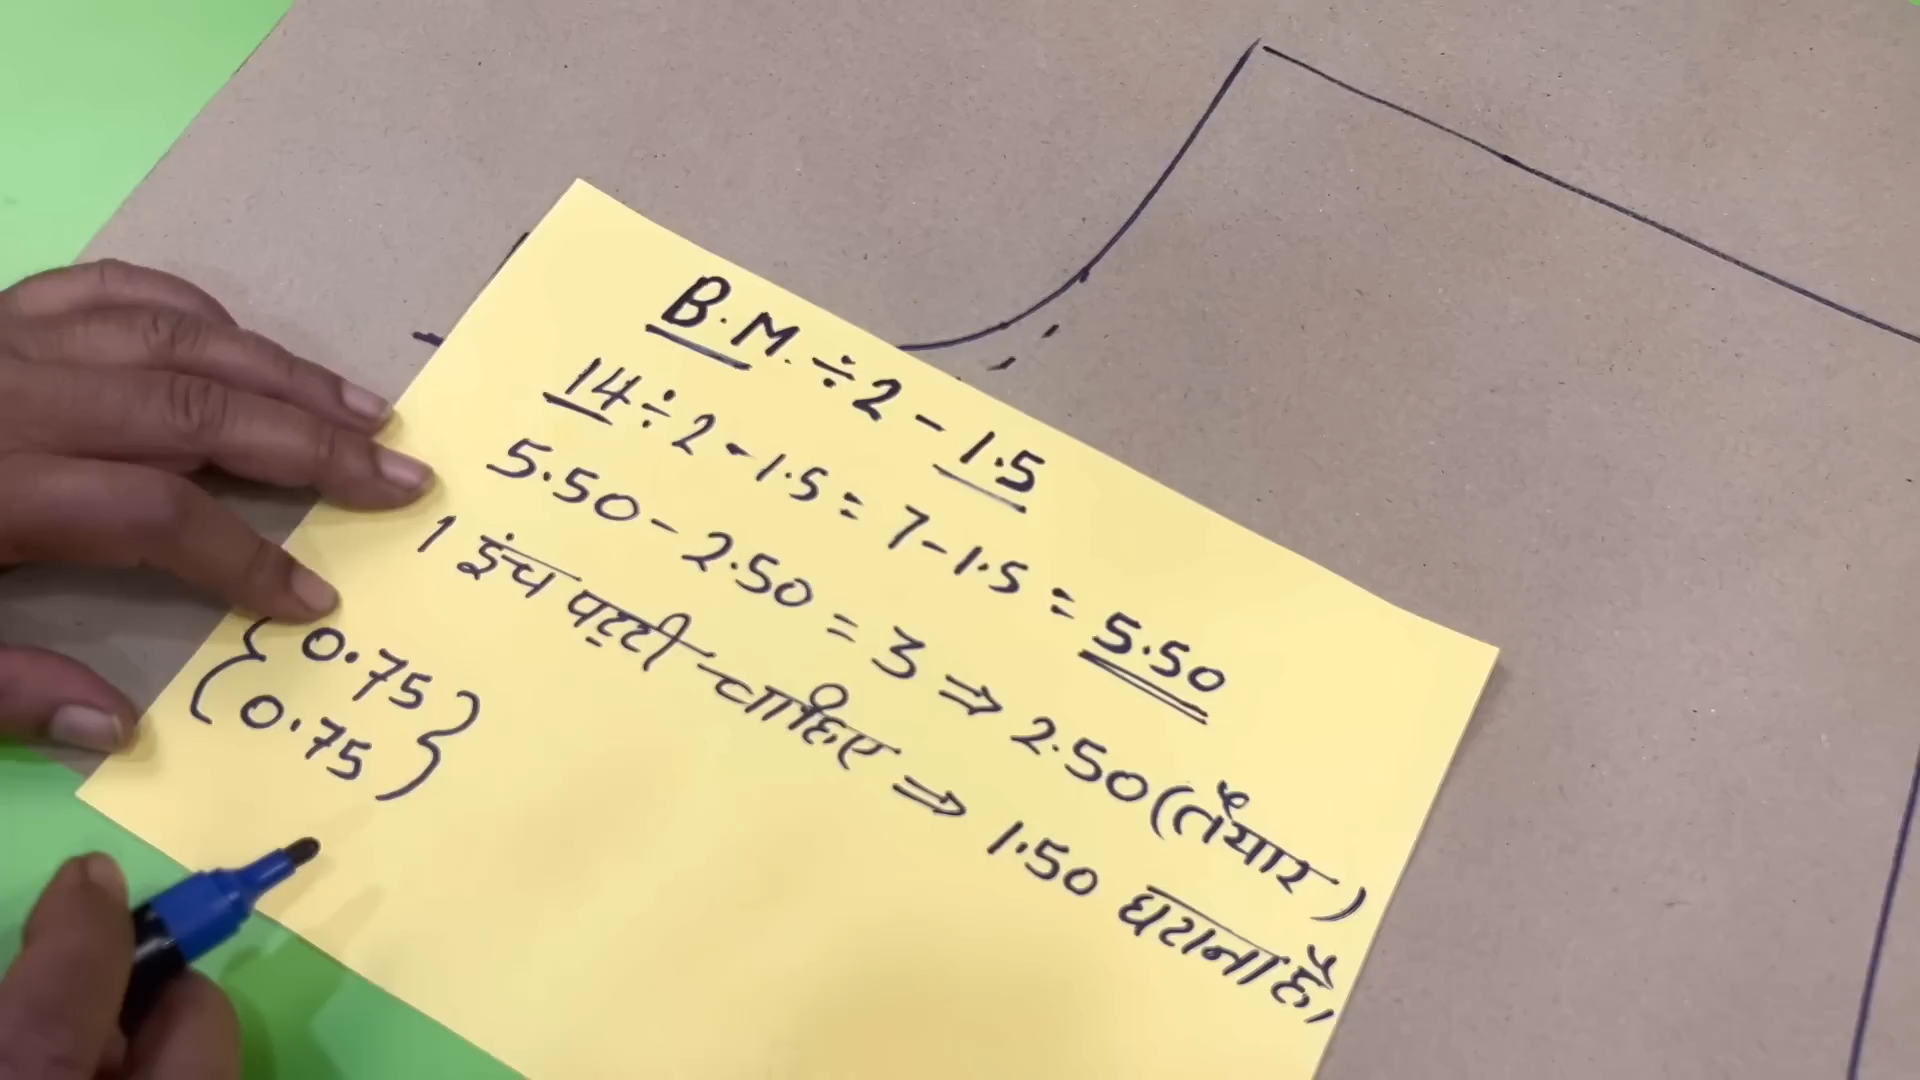 B.M. ÷ 2 - 1.5
14 ÷ 2 - 1.5 = 7 - 1.5 = 5.50
5.50 - 2.50 = 3 ⇒ 2.50 (तैयार)
1 इंच पट्टी चाहिए ⇒ 1.50 घटाना है,
{ 0.75
0.75 }